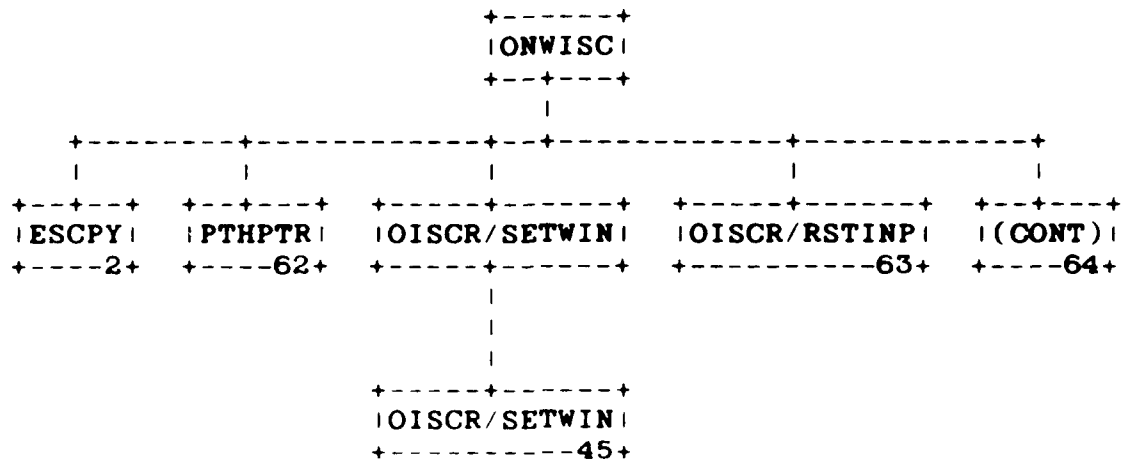 ONWISC
ESCPY PTHPTR OISCR/SETWIN OISCR/RSTINP (CONT)
2 62 63 64
OISCR/SETWIN
45